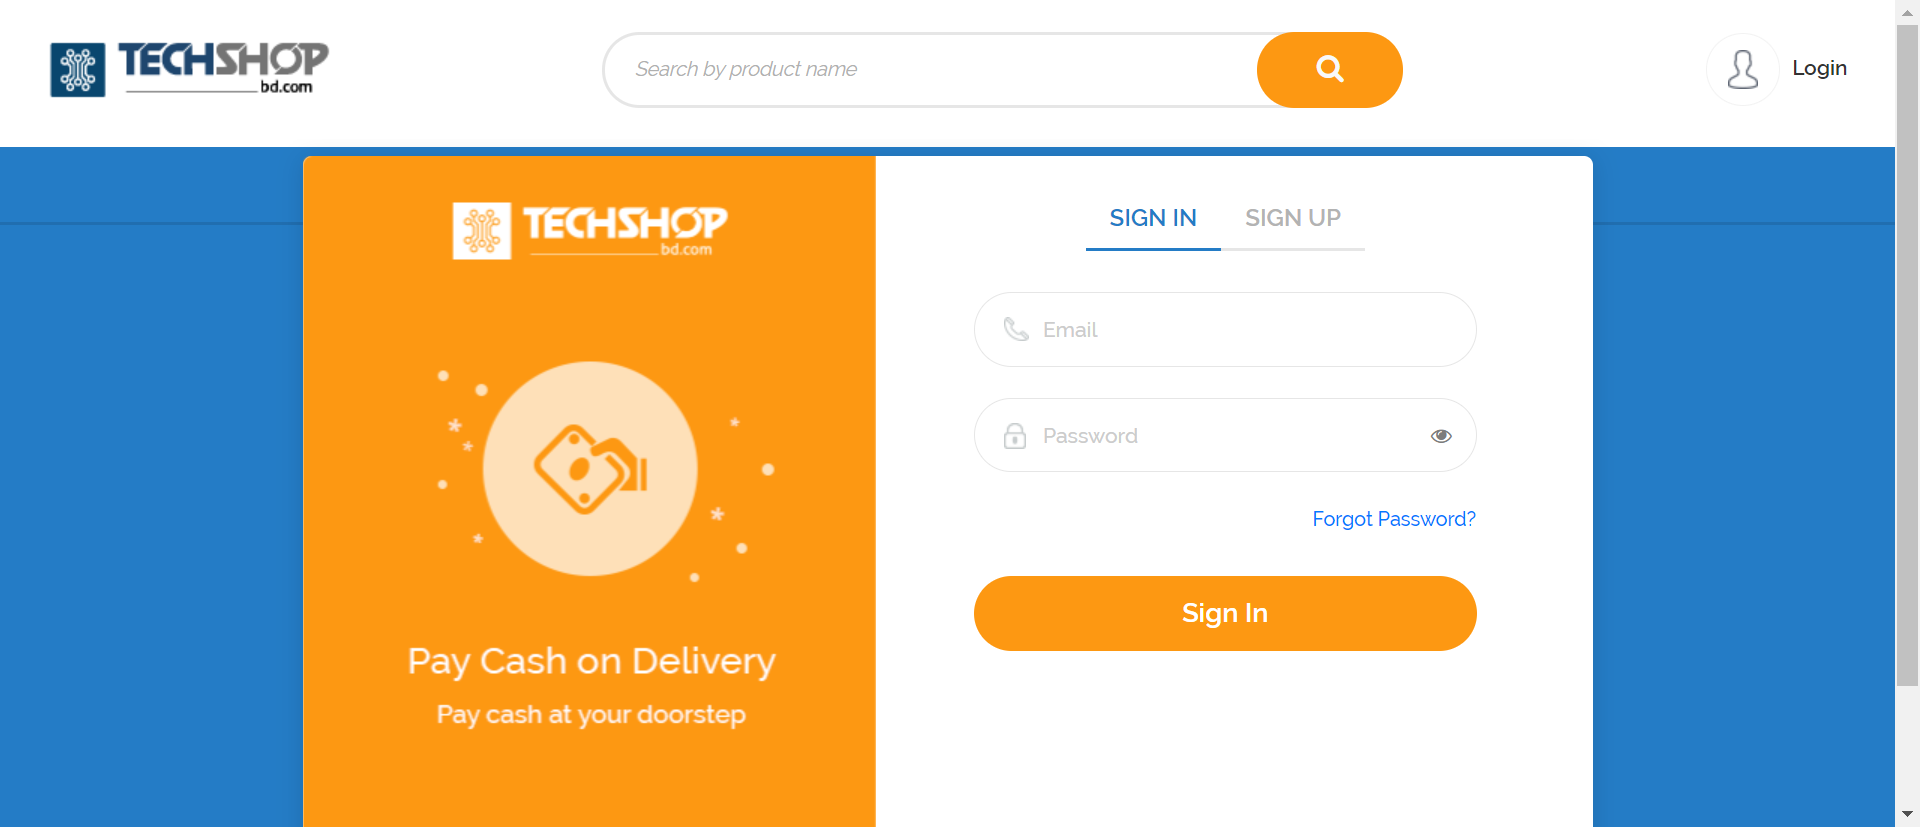 TECHSHOP
bd.com
Search by product name
Login
TECHSHOP
bd.com
Pay Cash on Delivery
Pay cash at your doorstep
SIGN IN SIGN UP
Email
Password
Forgot Password?
Sign In